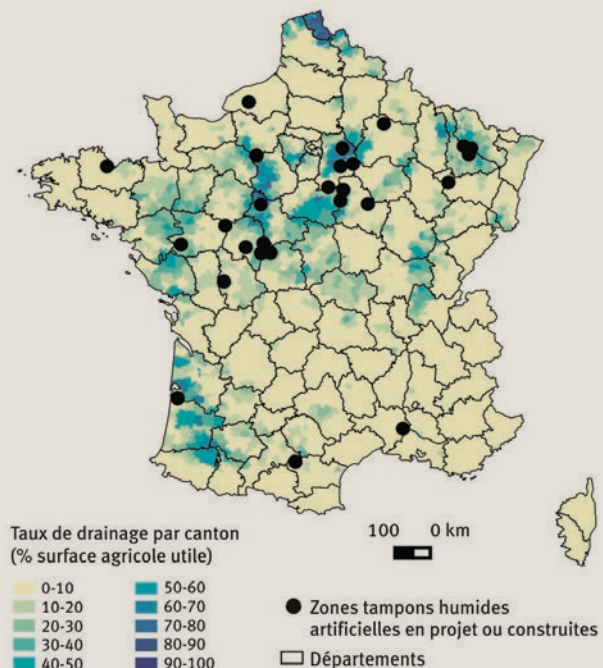 100 0 km
Taux de drainage par canton
(% surface agricole utile)
0-10
10-20
20-30
30-40
40-50
50-60
60-70
70-80
80-90
90-100
Zones tampons humides
artificielles en projet ou construites
Départements